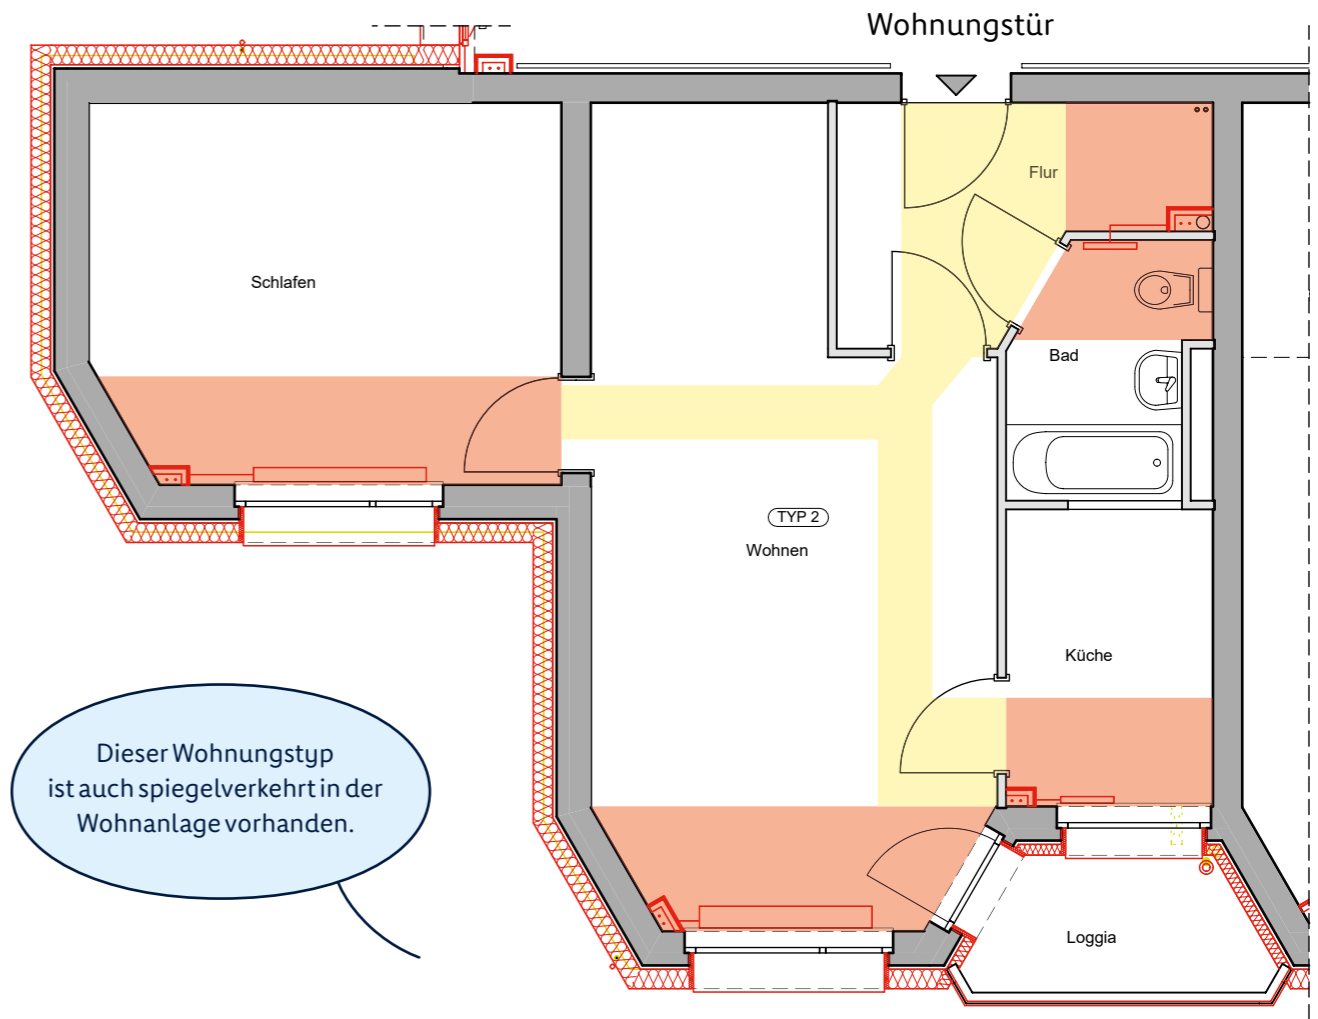 Wohnungstür
Flur
Schlafen
Bad
TYP 2
Wohnen
Küche
Dieser Wohnungstyp
ist auch spiegelverkehrt in der
Wohnanlage vorhanden.
Loggia